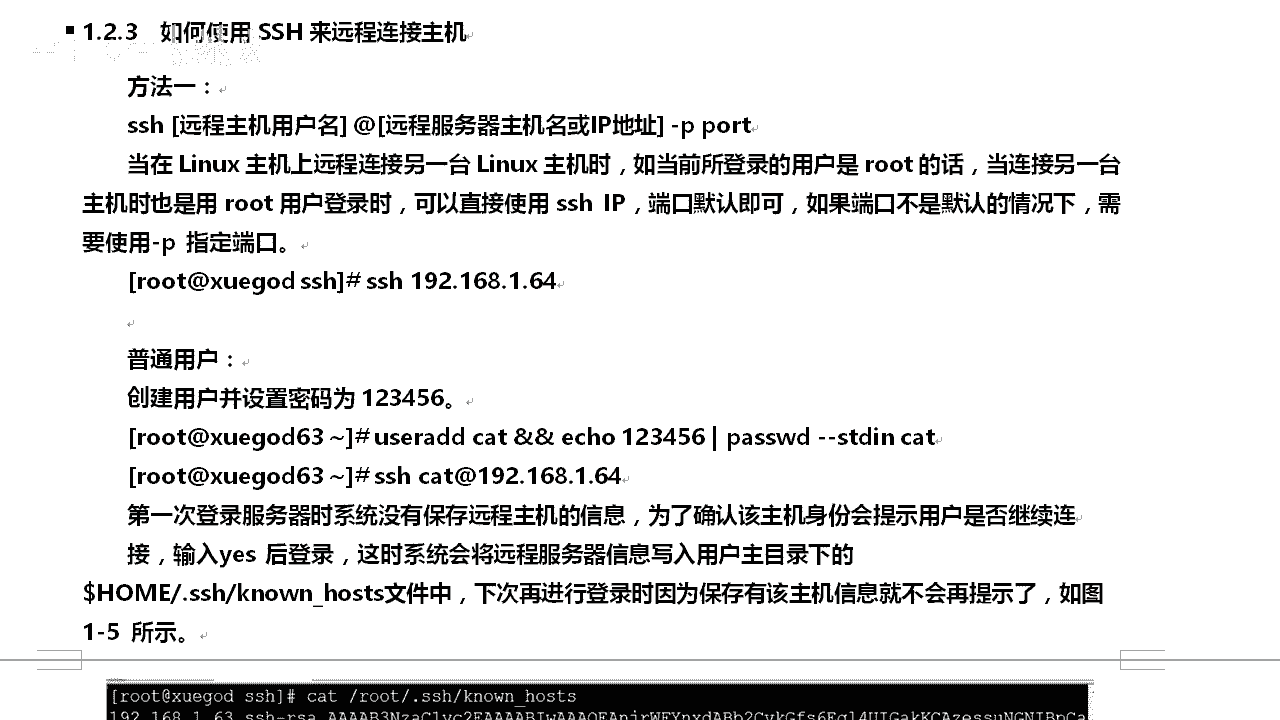 1.2.3 如何使用 SSH 来远程连接主机
方法一：
ssh [远程主机用户名] @[远程服务器主机名或IP地址] -p port
当在 Linux 主机上远程连接另一台 Linux 主机时，如当前所登录的用户是 root 的话，当连接另一台
主机时也是用 root 用户登录时，可以直接使用 ssh IP，端口默认即可，如果端口不是默认的情况下，需
要使用-p 指定端口。
[root@xuegod ssh]# ssh 192.168.1.64
普通用户：
创建用户并设置密码为 123456。
[root@xuegod63 ~]# useradd cat && echo 123456 | passwd --stdin cat
[root@xuegod63 ~]# ssh cat@192.168.1.64
第一次登录服务器时系统没有保存远程主机的信息，为了确认该主机身份会提示用户是否继续连
接，输入yes 后登录，这时系统会将远程服务器信息写入用户主目录下的
$HOME/.ssh/known_hosts文件中，下次再进行登录时因为保存有该主机信息就不会再提示了，如图
1-5 所示。
[root@xuegod ssh]# cat /root/.ssh/known_hosts
192.168.1.63 ssh-rsa